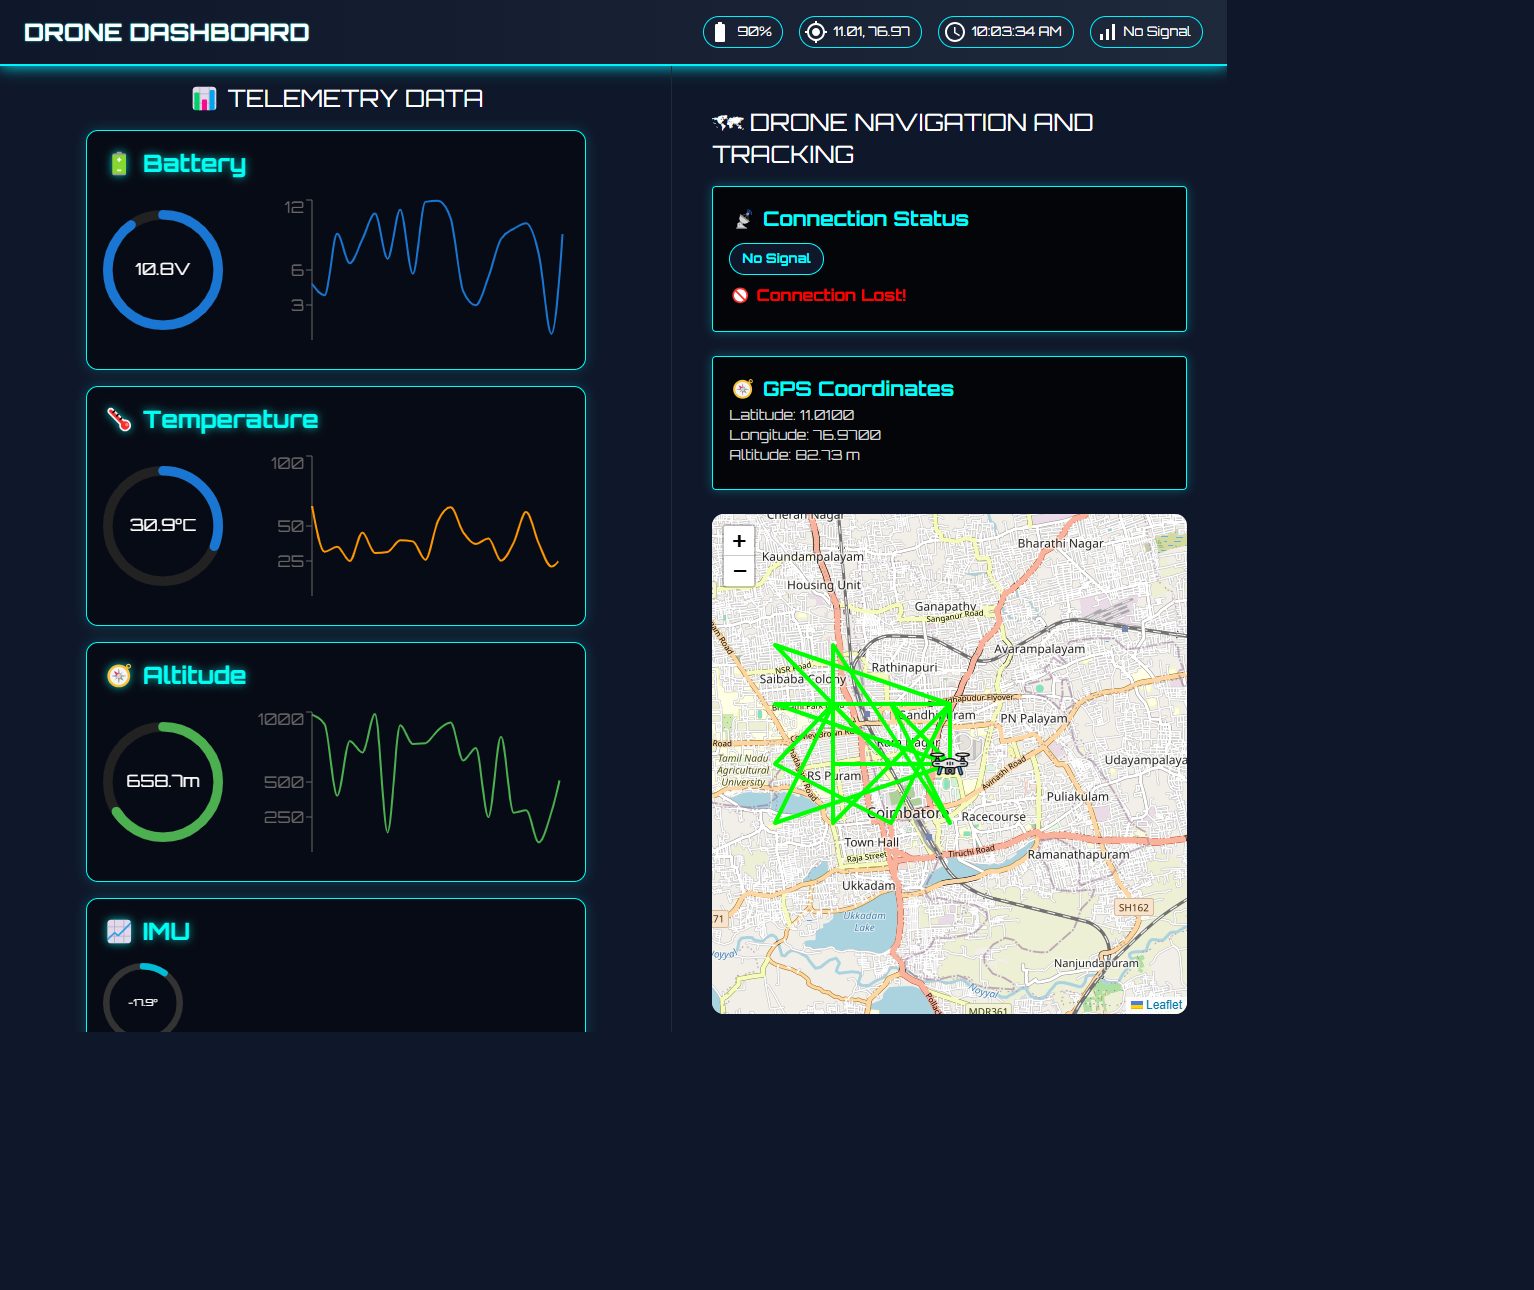 DRONE DASHBOARD
90%
11.01, 76.97
10:03:34 AM
No Signal
TELEMETRY DATA
Battery
10.8V
12
6
3
Temperature
30.9°C
100
50
25
Altitude
658.7m
1000
500
250
IMU
-17.9°
DRONE NAVIGATION AND
TRACKING
Connection Status
No Signal
Connection Lost!
GPS Coordinates
Latitude: 11.0100
Longitude: 76.9700
Altitude: 82.73 m
+
−
Cheran Nagar
Bharathi Nagar
Kaundampalayam
Housing Unit
Ganapathy
Sanganur Road
Avarampalayam
Rathinapuri
NSR Road
Saibaba Colony
PN Palayam
Road
Tamil Nadu
Agricultural
University
RS Puram
Avinashi Road
Udayampalaya
Puliakulam
Coimbatore
Racecourse
Town Hall
Raja Street
Tiruchi Road
Ramanathapuram
Ukkadam
SH162
71
Ukkadam
Lake
Noyyal
Nanjundapuram
Noyyal
MDR361
Leaflet